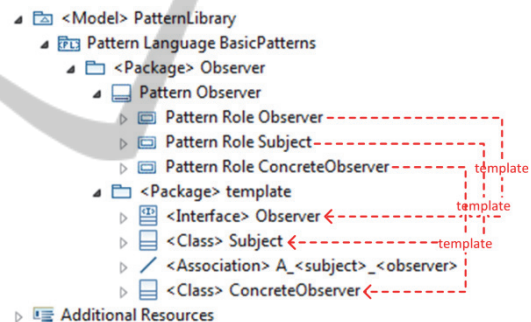 <Model> PatternLibrary
Pattern Language BasicPatterns
<Package> Observer
Pattern Observer
Pattern Role Observer
Pattern Role Subject
Pattern Role ConcreteObserver
template
<Package> template
template
<Interface> Observer
<Class> Subject
template
<Association> A_<subject>_<observer>
<Class> ConcreteObserver
Additional Resources